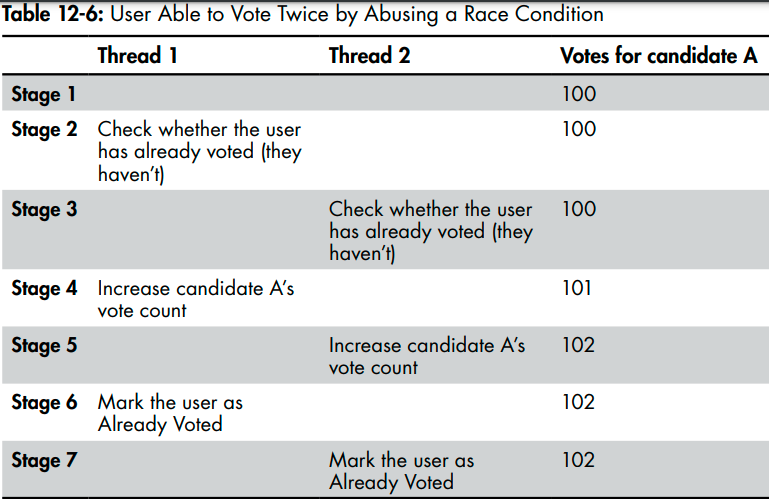 Table 12-6: User Able to Vote Twice by Abusing a Race Condition
Thread 1 Thread 2 Votes for candidate A
Stage 1 100
Stage 2 Check whether the user 100
has already voted (they
haven’t)
Stage 3 Check whether the user 100
has already voted (they
haven’t)
Stage 4 Increase candidate A’s 101
vote count
Stage 5 Increase candidate A’s 102
vote count
Stage 6 Mark the user as 102
Already Voted
Stage 7 Mark the user as 102
Already Voted